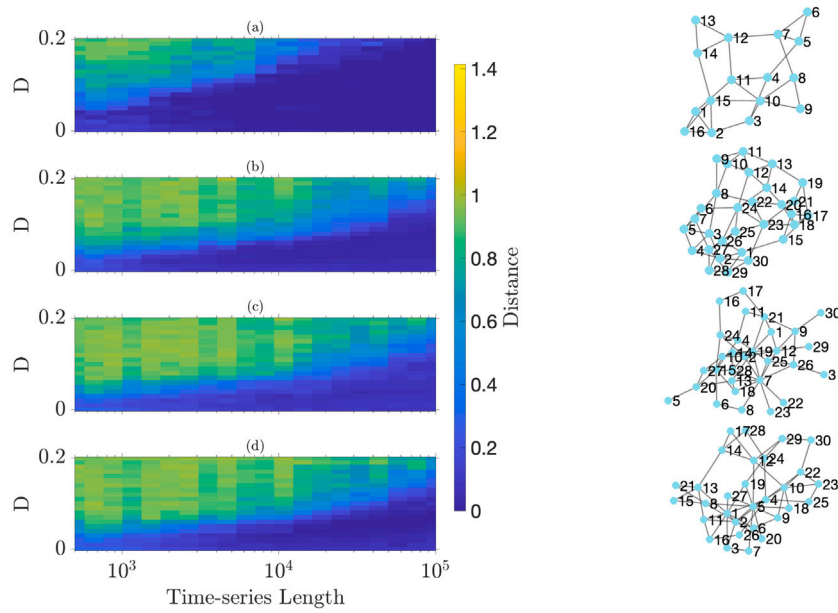 (a)
0.2
D
0
(b)
0.2
D
0
(c)
0.2
D
0
(d)
0.2
D
0
10³ 10⁴ 10⁵
Time-series Length
1.4
1.2
1
0.8
0.6
0.4
0.2
0
Distance
6
13
12 7 5
14
11 4 8
15 10
1 9
3
16 2
11
9 10 13
12
8 14 19
22 20 21
6 24 16 17
7 23 18
5 3 25
26 15
4 27 1
2 30
28 29
17
16
11 21 30
1 9
24 4
14 19 12 29
10 2 25
27 15 28 26 3
13 7
20 18
5 6 22
8 23
17 28
29 30
14 12 24
22
19 10 23
21 13
27 4 25
15 8 5 18
1
11 2 9
6
16 26 20
3 7